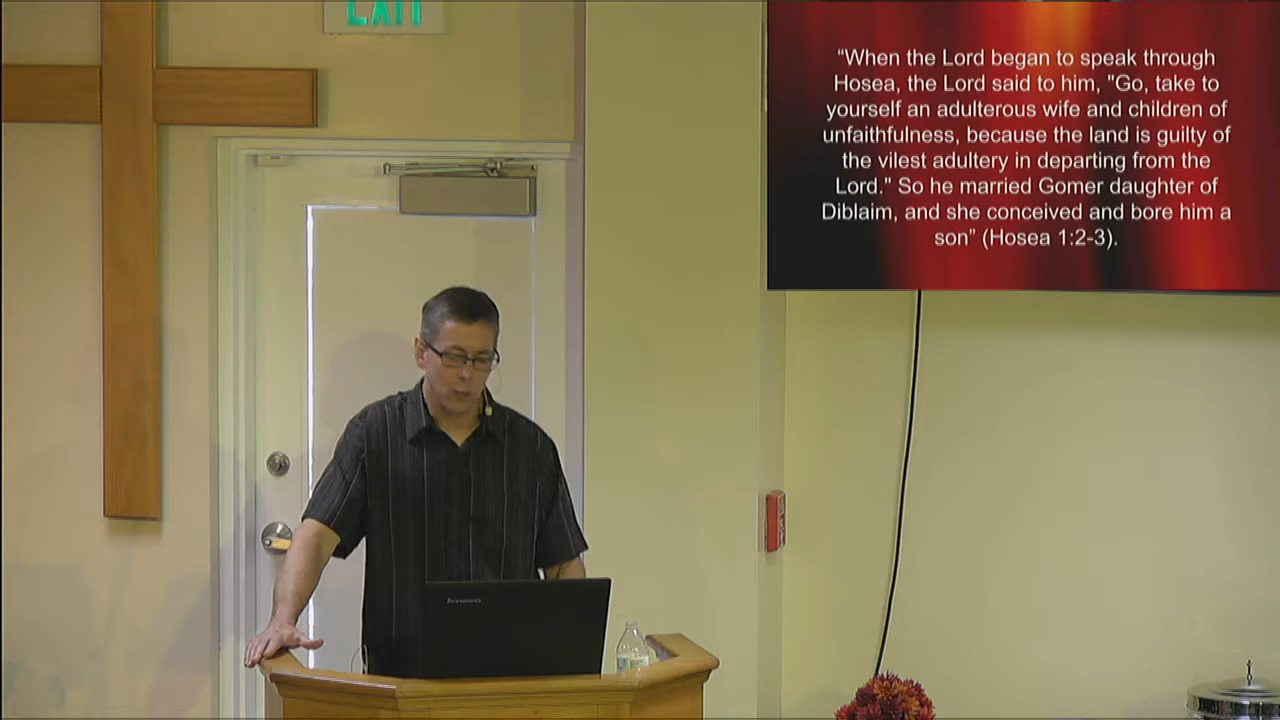 EXIT
“When the Lord began to speak through
Hosea, the Lord said to him, "Go, take to
yourself an adulterous wife and children of
unfaithfulness, because the land is guilty of
the vilest adultery in departing from the
Lord." So he married Gomer daughter of
Diblaim, and she conceived and bore him a
son” (Hosea 1:2-3).
lenovo